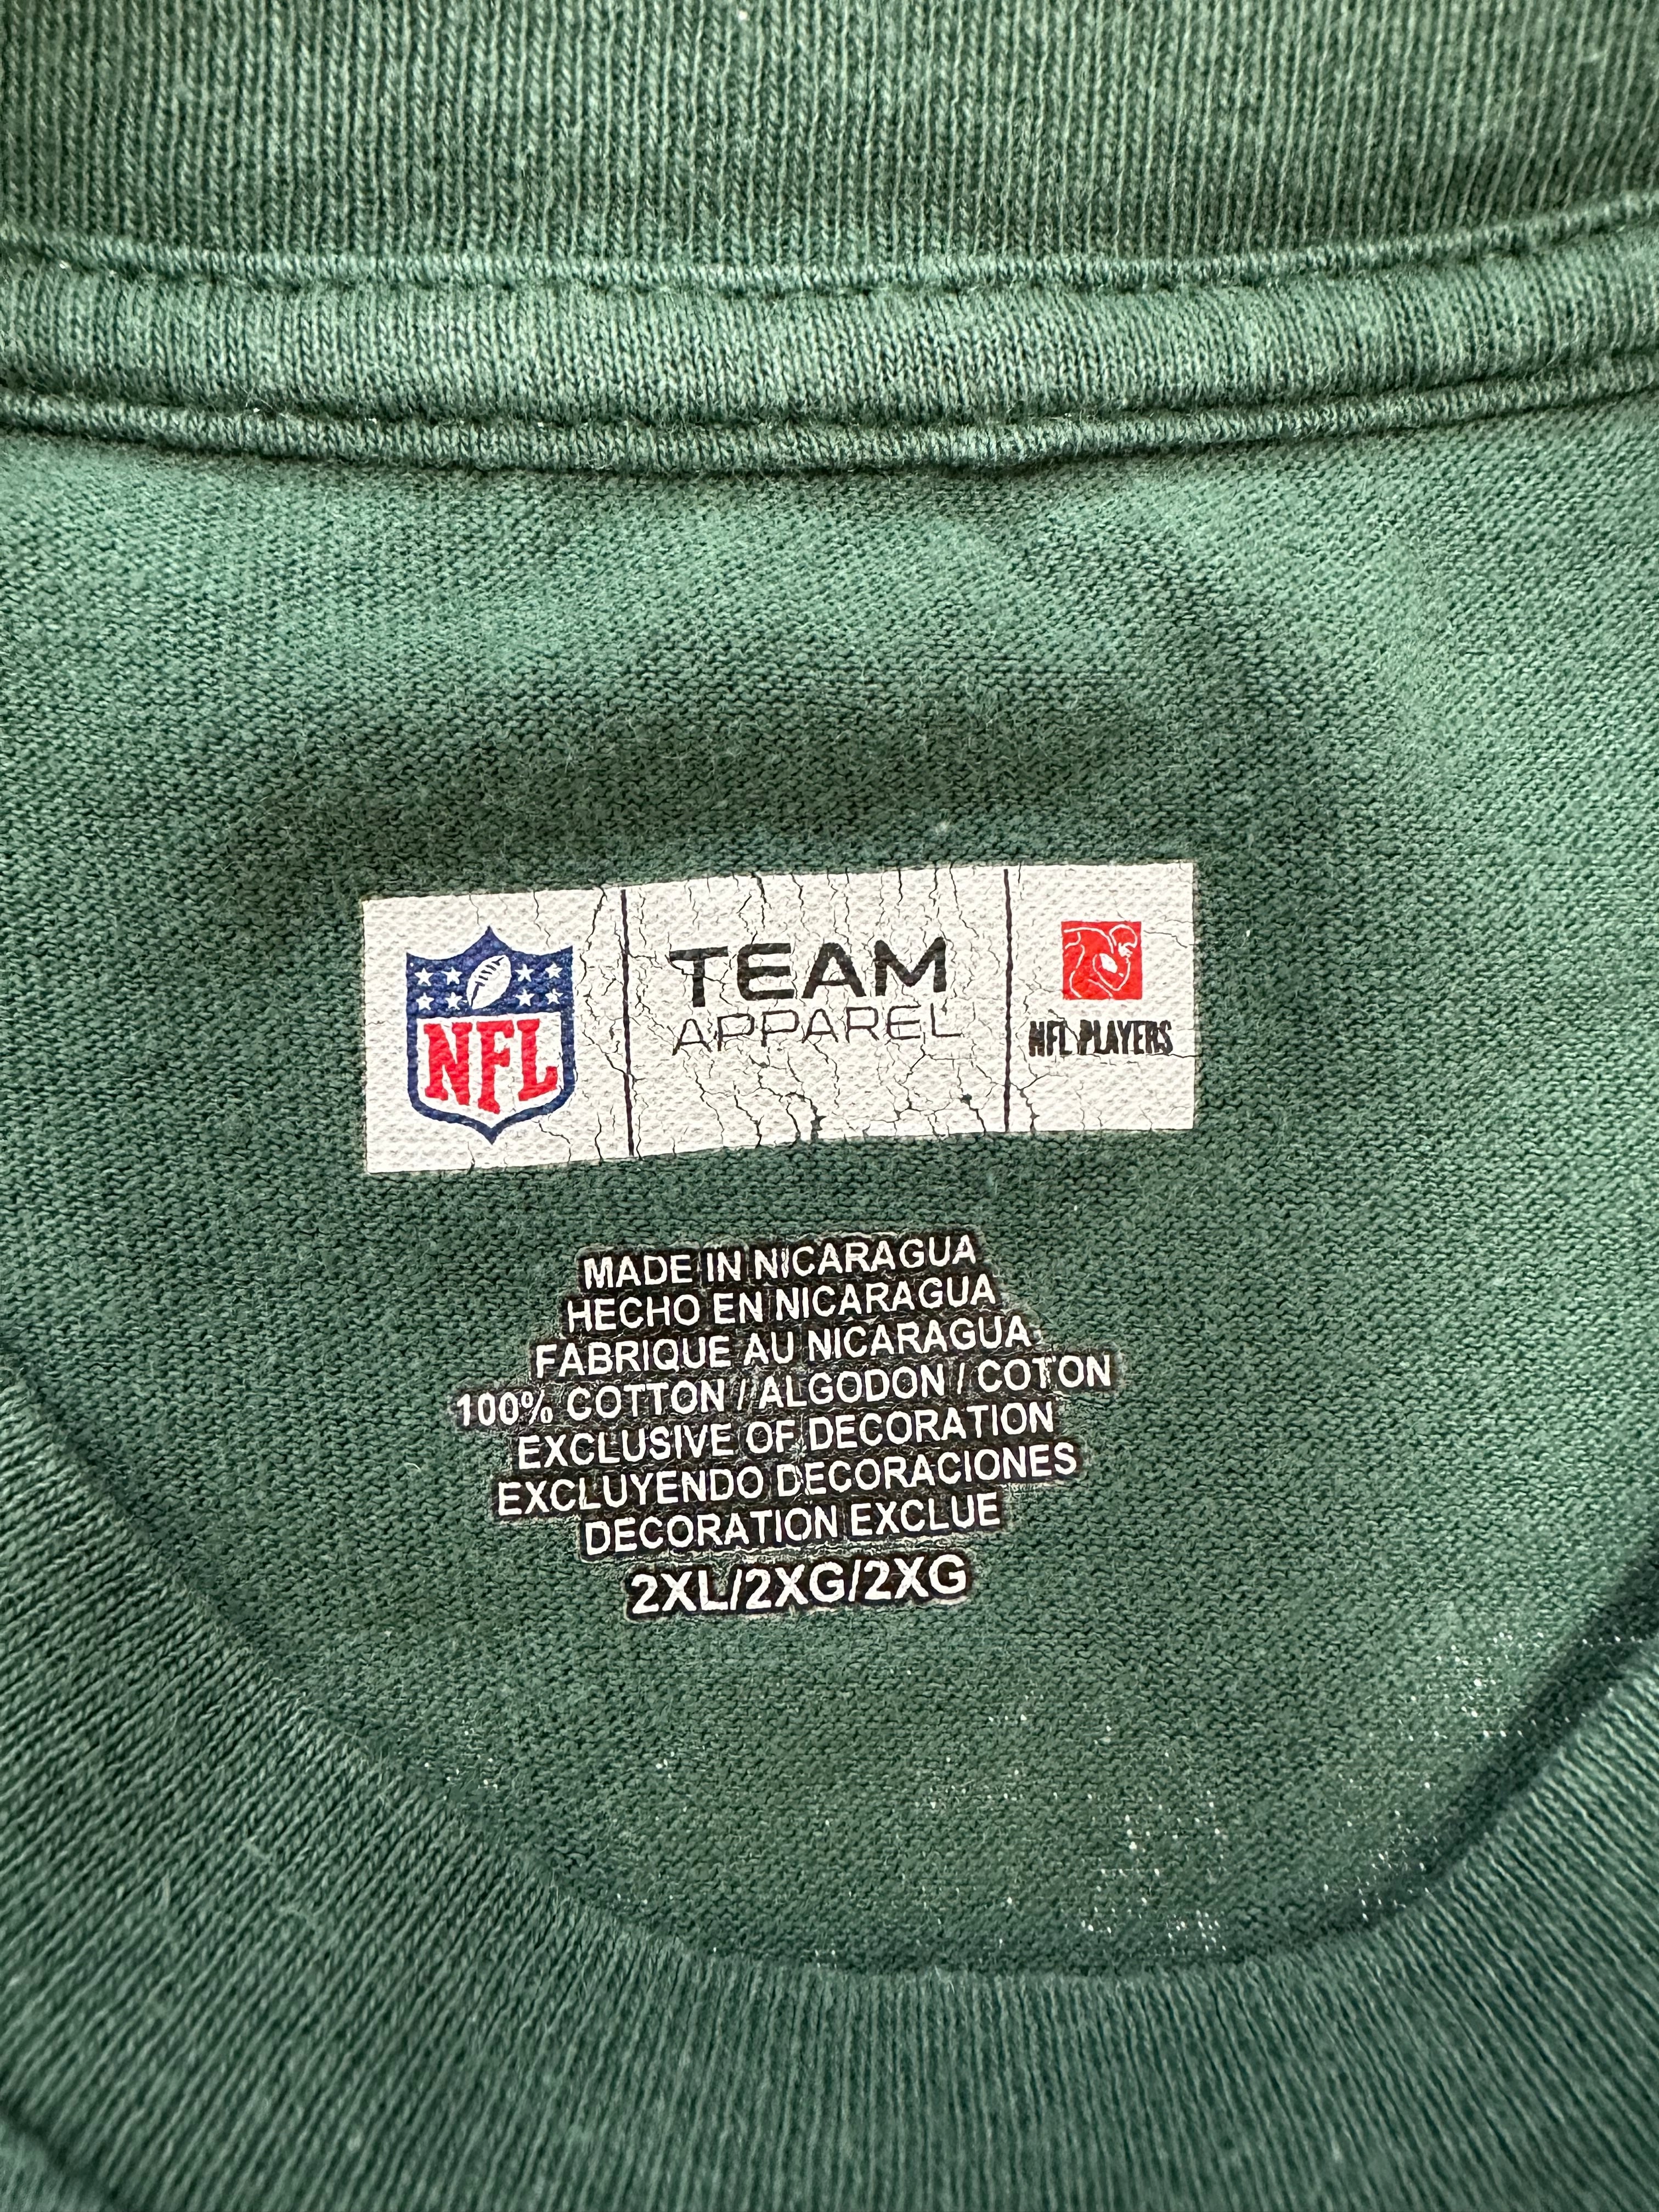 NFL
TEAM
APPAREL
NFL PLAYERS
MADE IN NICARAGUA
HECHO EN NICARAGUA
FABRIQUE AU NICARAGUA
100% COTTON / ALGODON / COTON
EXCLUSIVE OF DECORATION
EXCLUYENDO DECORACIONES
DECORATION EXCLUE
2XL/2XG/2XG